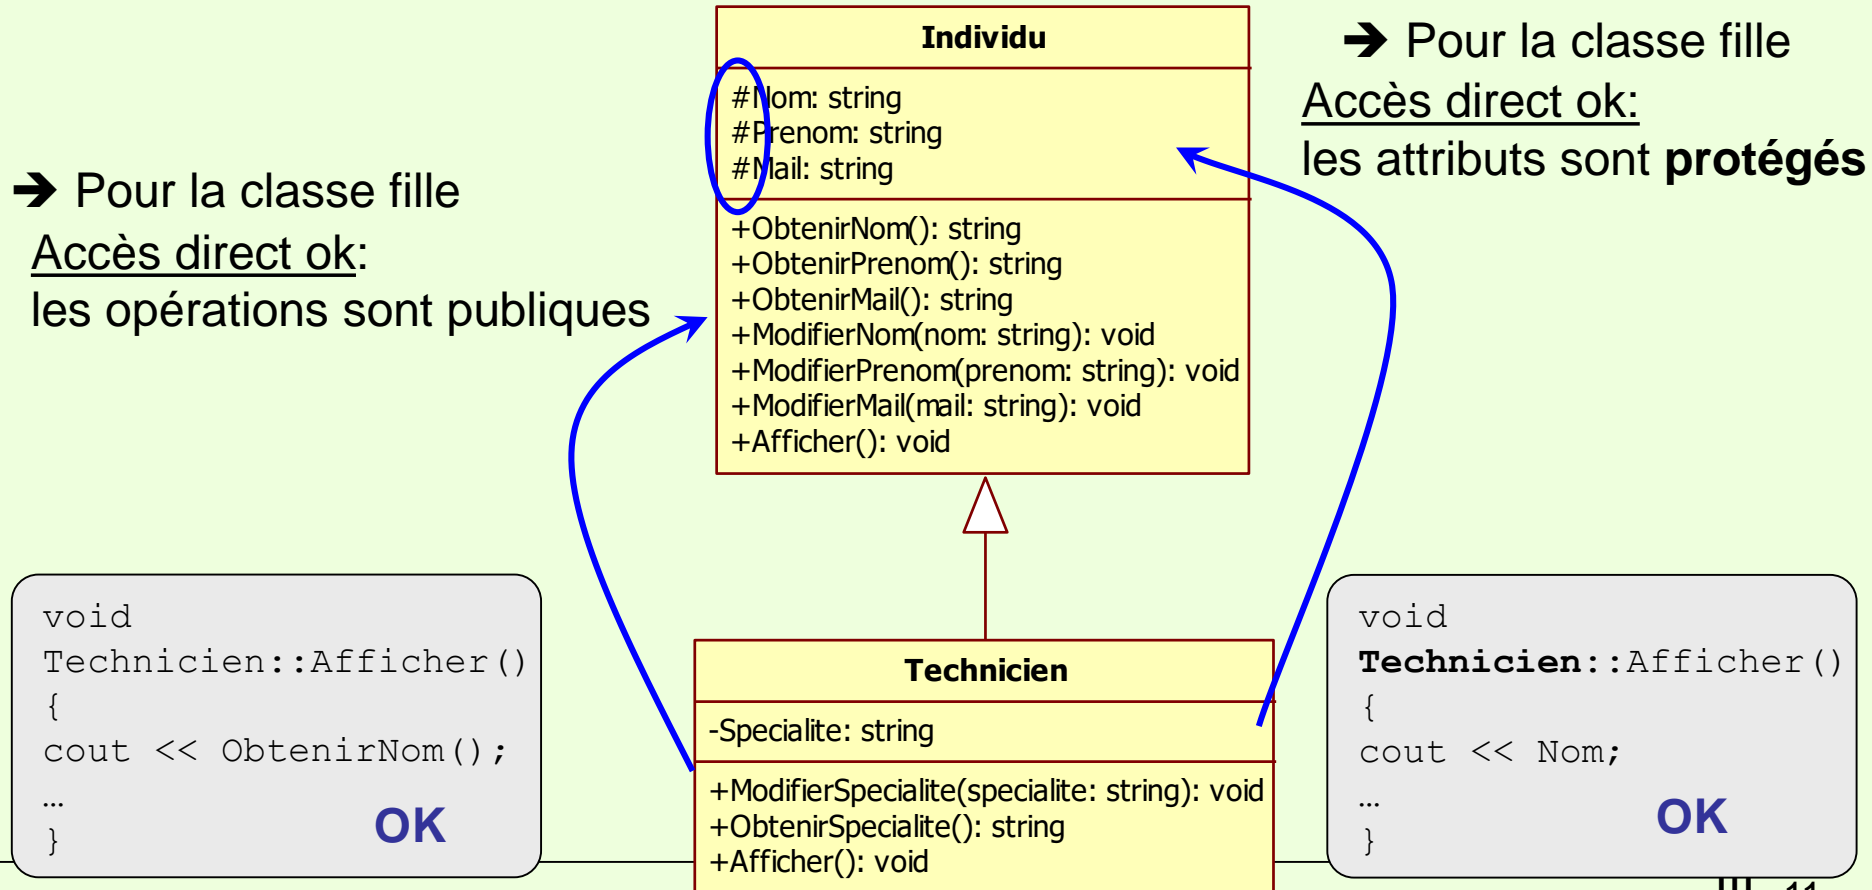 Individu
#Nom: string
#Prenom: string
#Mail: string
+ObtenirNom(): string
+ObtenirPrenom(): string
+ObtenirMail(): string
+ModifierNom(nom: string): void
+ModifierPrenom(prenom: string): void
+ModifierMail(mail: string): void
+Afficher(): void
➔ Pour la classe fille
Accès direct ok:
les attributs sont protégés
➔ Pour la classe fille
Accès direct ok:
les opérations sont publiques
void
Technicien::Afficher()
{
cout << ObtenirNom();
…
}
OK
Technicien
-Specialite: string
+ModifierSpecialite(specialite: string): void
+ObtenirSpecialite(): string
+Afficher(): void
void
Technicien::Afficher()
{
cout << Nom;
…
}
OK